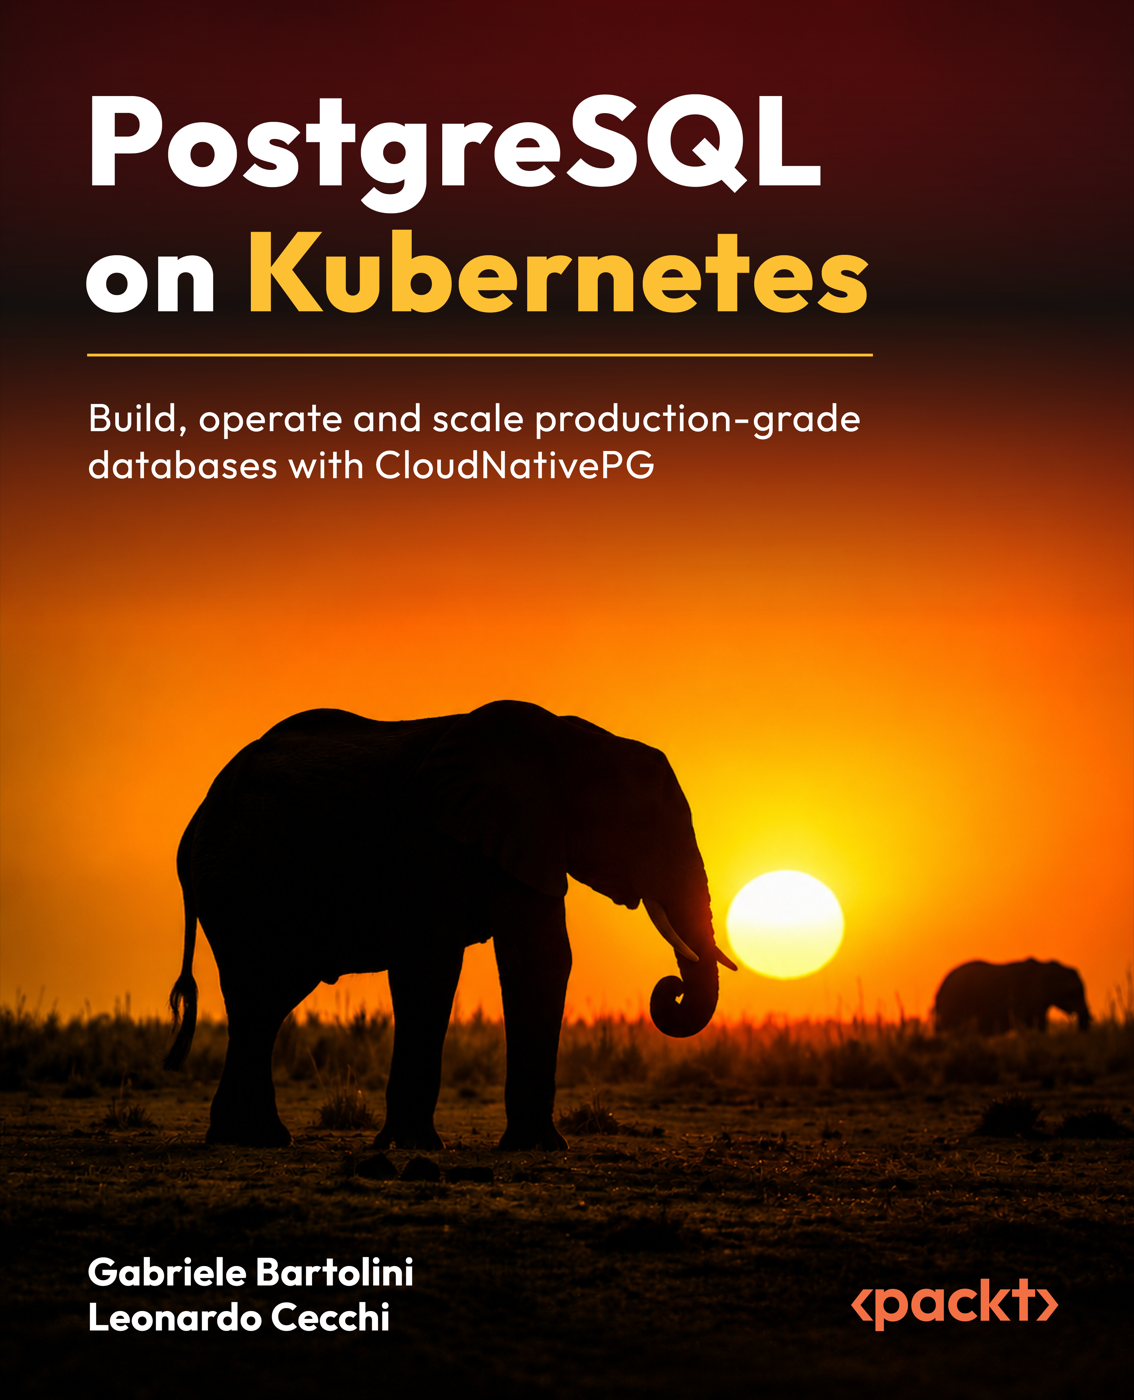 PostgreSQL
on Kubernetes
Build, operate and scale production-grade
databases with CloudNativePG
Gabriele Bartolini
Leonardo Cecchi
<packt>